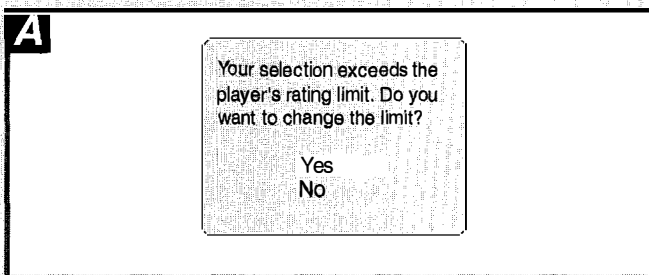 A
Your selection exceeds the
player's rating limit. Do you
want to change the limit?
Yes
No